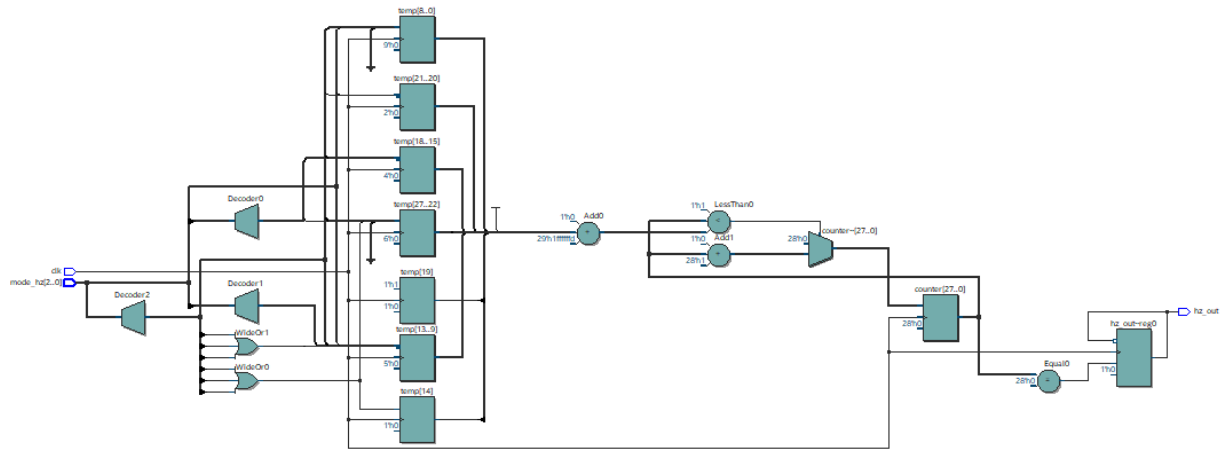 temp[8..0]
9'h0
temp[21..20]
2'h0
temp[18..15]
4'h0
Decoder0
temp[27..22]
6'h0
1'h0
Add0
29'h1fffffffd
1'h1
LessThan0
1'h0
Add1
28'h1
28'h0
counter~[27..0]
clk
mode_hz[2..0]
Decoder2
Decoder1
temp[19]
1'h1
1'h0
counter[27..0]
28'h0
hz_out
WideOr1
temp[13..9]
5'h0
hz_out~reg0
1'h0
WideOr0
Equal0
28'h0
temp[14]
1'h0